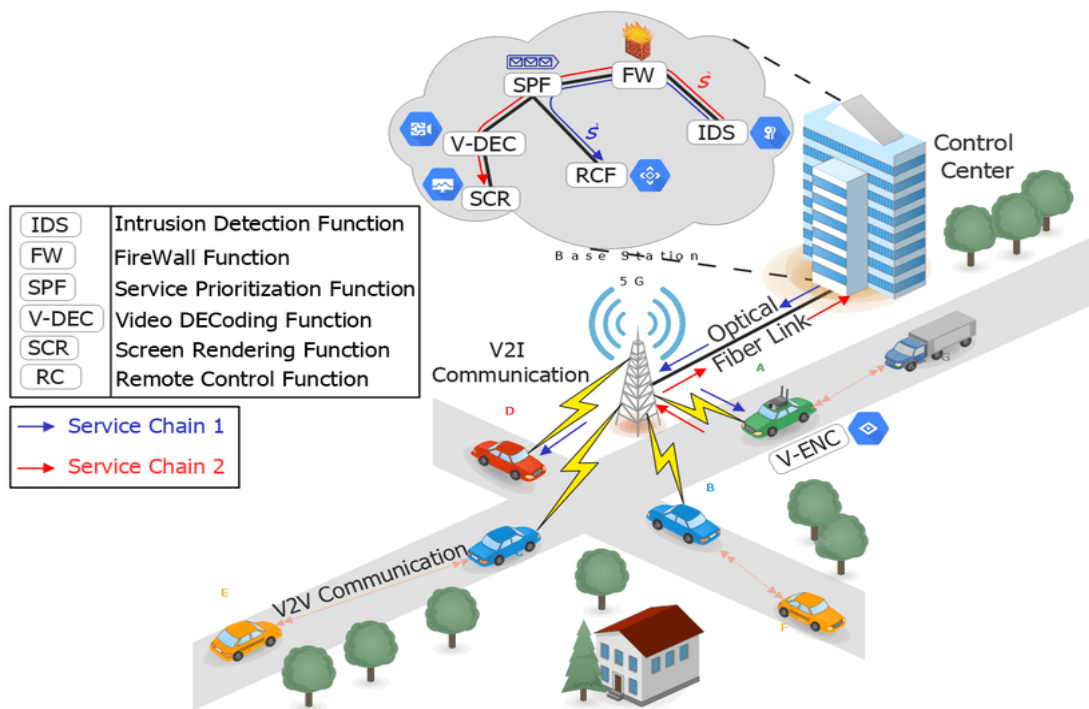 SPF
FW
IDS
V-DEC
RCF
SCR
S
S
Control
Center
IDS
Intrusion Detection Function
FW
FireWall Function
SPF
Service Prioritization Function
V-DEC
Video DECoding Function
SCR
Screen Rendering Function
RC
Remote Control Function
Service Chain 1
Service Chain 2
Base Station
5G
Optical
Fiber Link
V2I
Communication
A
G
D
V-ENC
B
C
V2V Communication
E
F